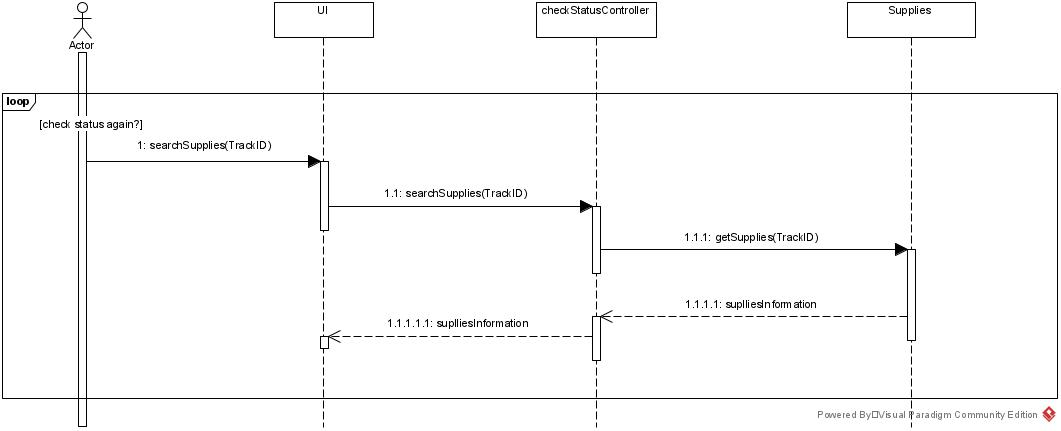 UI
checkStatusController
Supplies
Actor
loop
[check status again?]
1: searchSupplies(TrackID)
1.1: searchSupplies(TrackID)
1.1.1: getSupplies(TrackID)
1.1.1.1: suplliesInformation
1.1.1.1.1: suplliesInformation
Powered By Visual Paradigm Community Edition